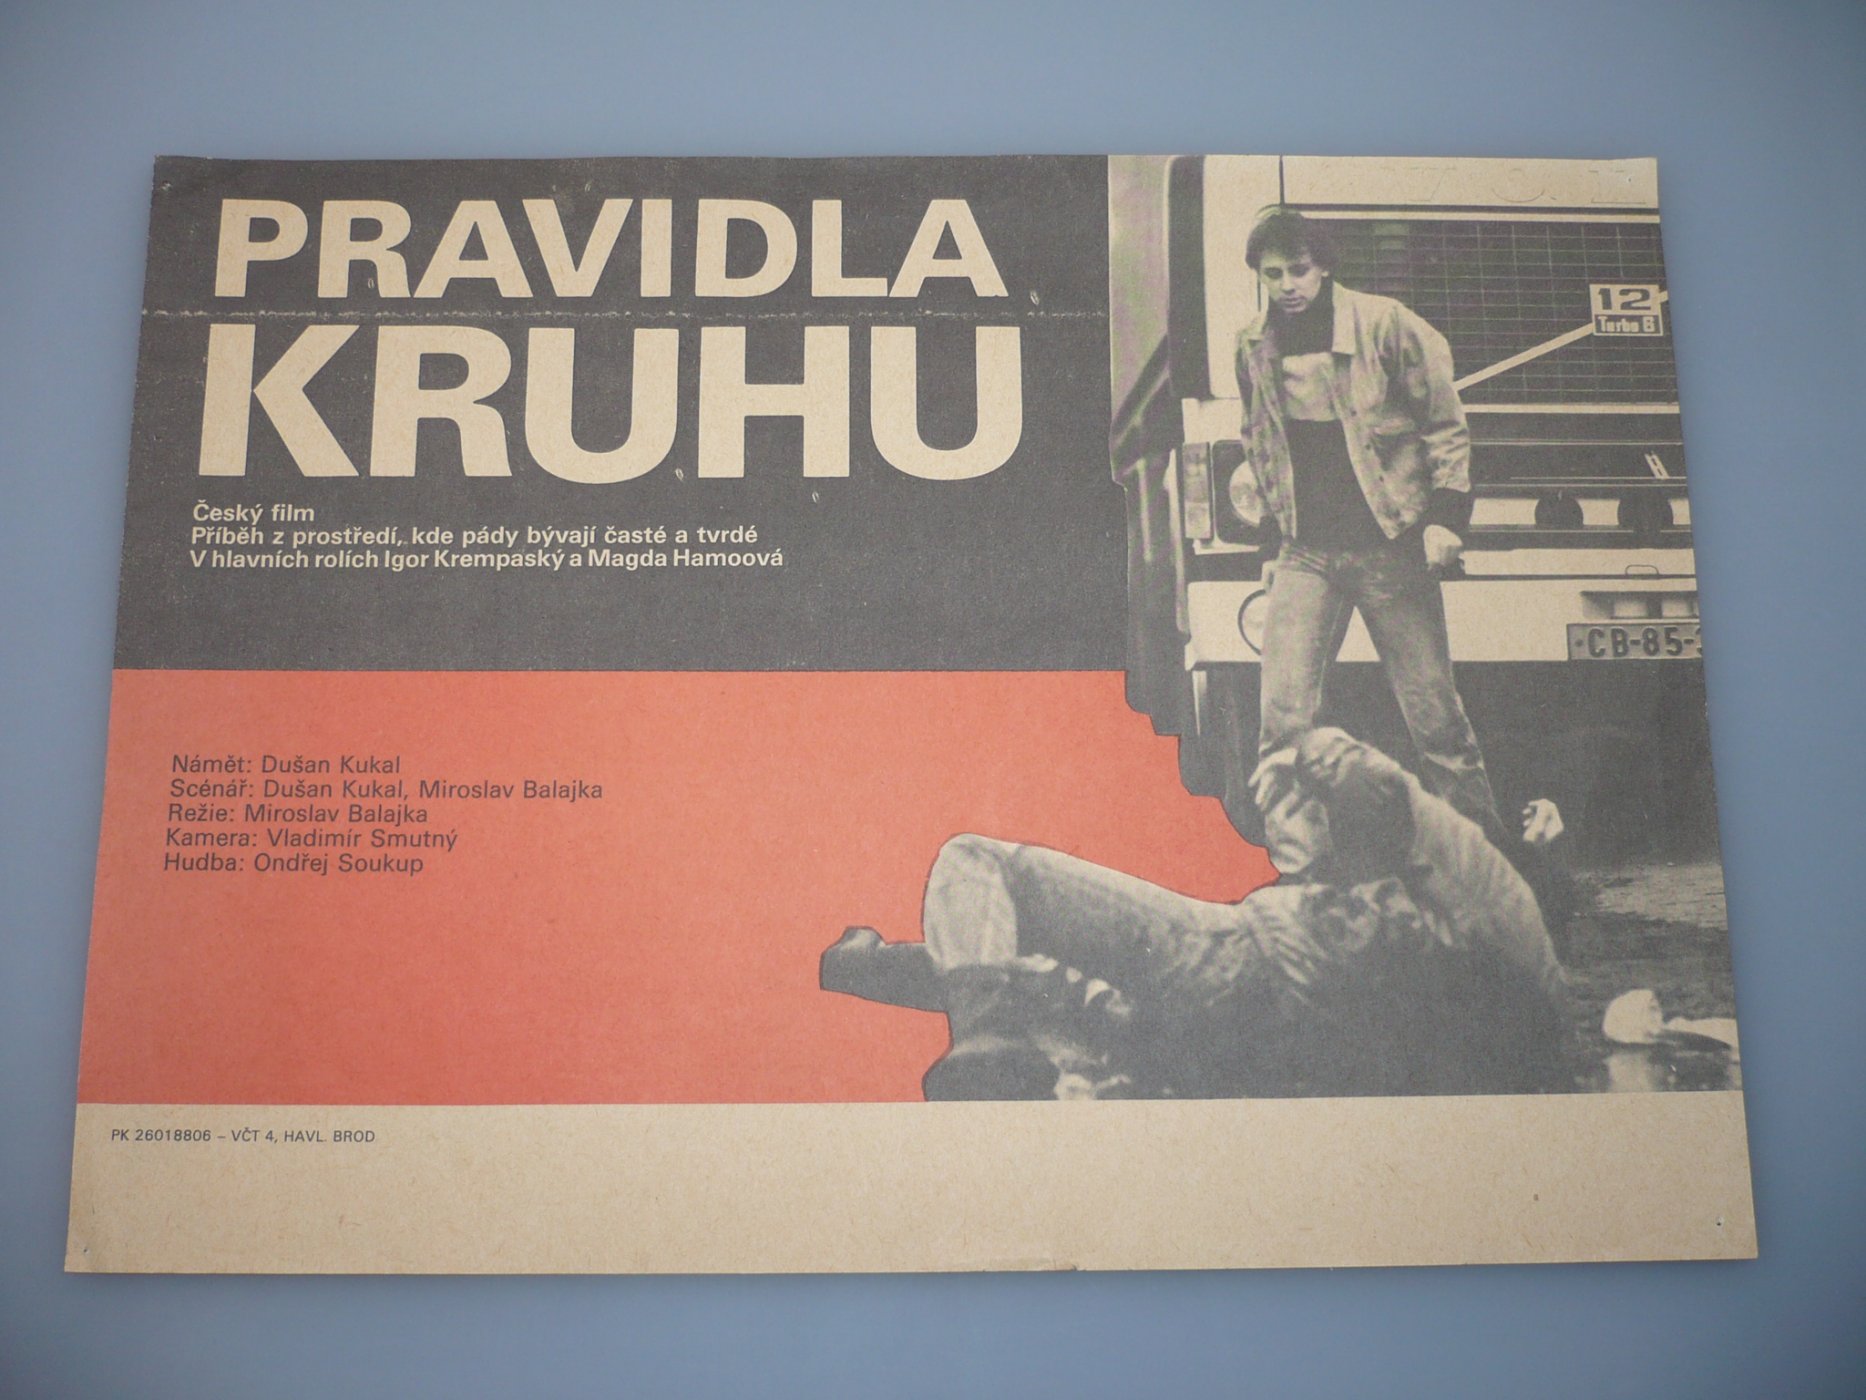 PRAVIDLA
KRUHU
Český film
Příběh z prostředí, kde pády bývají časté a tvrdé
V hlavních rolích Igor Krempaský a Magda Hamoová
12
Turbo 6
CB-85-
Námět: Dušan Kukal
Scénář: Dušan Kukal, Miroslav Balajka
Režie: Miroslav Balajka
Kamera: Vladimír Smutný
Hudba: Ondřej Soukup
PK 26018806 – VČT 4, HAVL. BROD